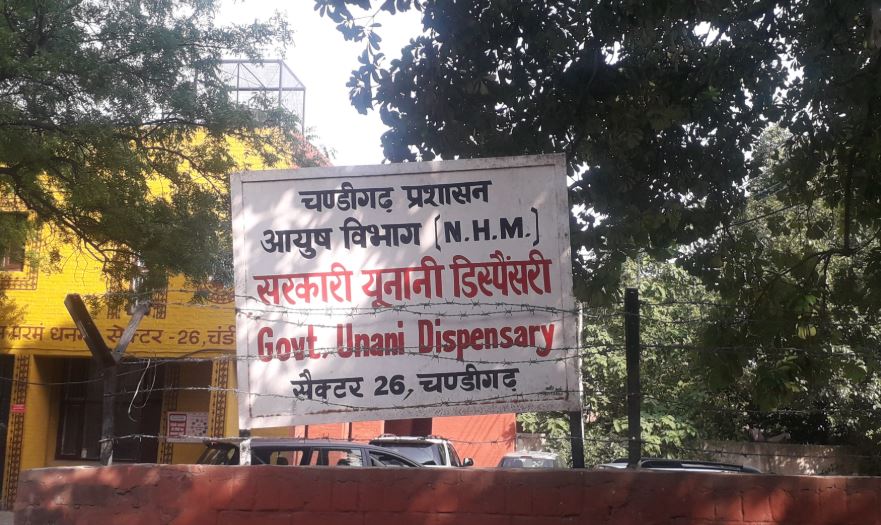 चण्डीगढ़ प्रशासन
आयुष विभाग (N.H.M.)
सरकारी यूनानी डिस्पैंसरी
Govt. Unani Dispensary
सैक्टर 26, चण्डीगढ़
सेक्टर -26, चंडी